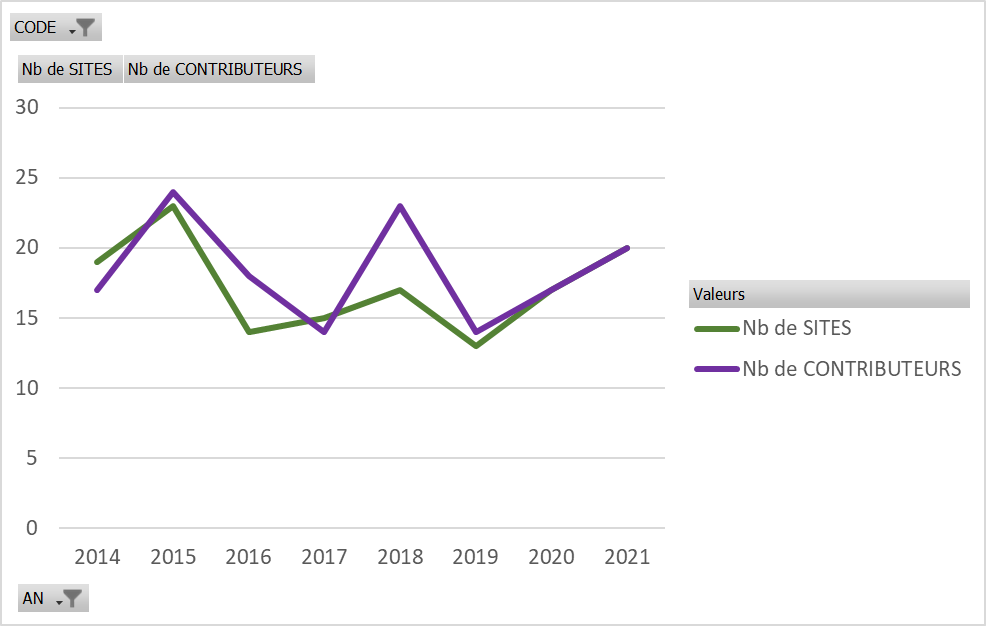 CODE
Nb de SITES Nb de CONTRIBUTEURS
30
25
20
15
10
5
0
2014 2015 2016 2017 2018 2019 2020 2021
Valeurs
Nb de SITES
Nb de CONTRIBUTEURS
AN